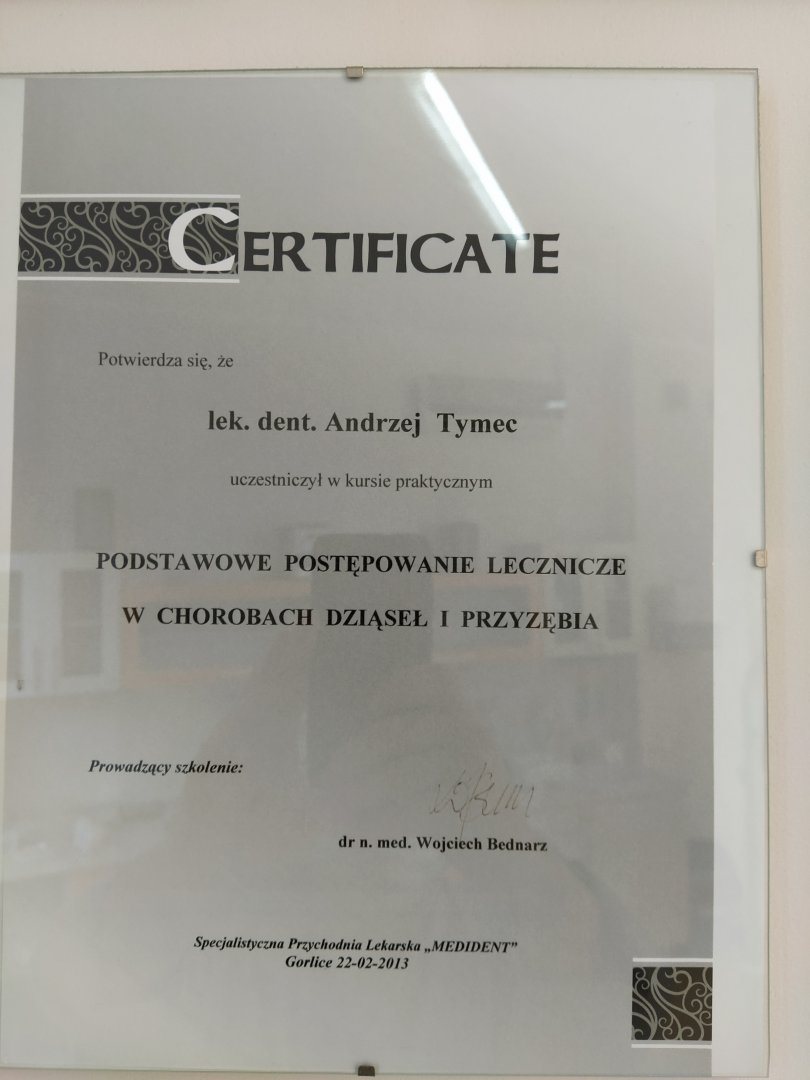 CERTIFICATE
Potwierdza się, że
lek. dent. Andrzej Tymec
uczestniczył w kursie praktycznym
PODSTAWOWE POSTĘPOWANIE LECZNICZE
W CHOROBACH DZIĄSEŁ I PRZYZĘBIA
Prowadzący szkolenie:
dr n. med. Wojciech Bednarz
Specjalistyczna Przychodnia Lekarska „MEDIDENT”
Gorlice 22-02-2013